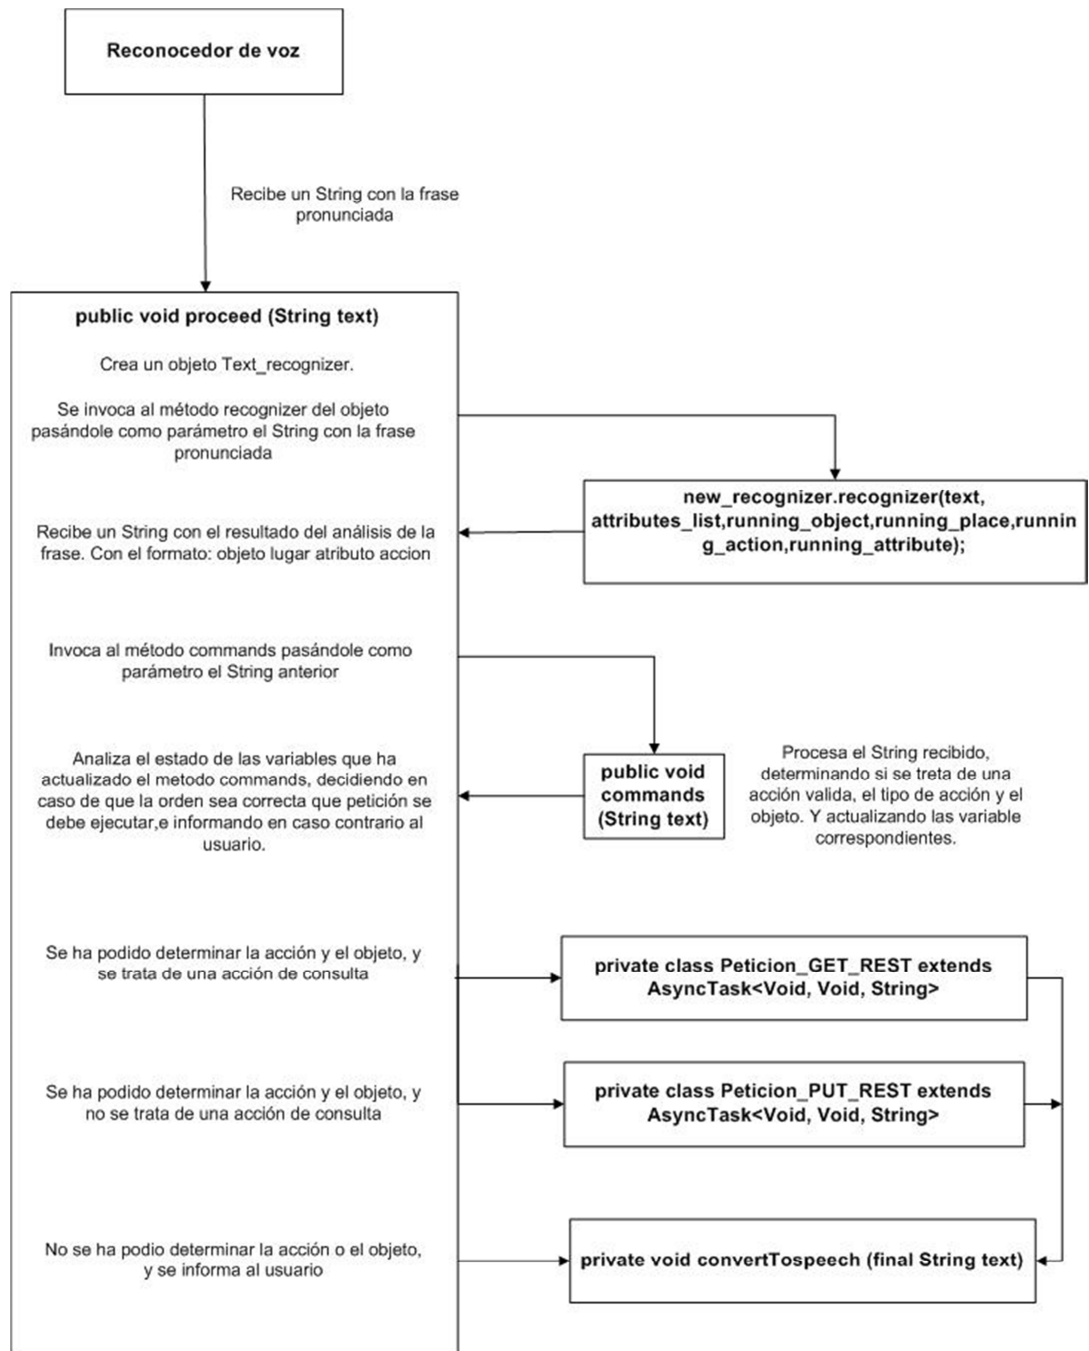 Reconocedor de voz
Recibe un String con la frase
pronunciada
public void proceed (String text)
Crea un objeto Text_recognizer.
Se invoca al método recognizer del objeto
pasándole como parámetro el String con la frase
pronunciada
new_recognizer.recognizer(text,
attributes_list,running_object,running_place,runnin
g_action,running_attribute);
Recibe un String con el resultado del análisis de la
frase. Con el formato: objeto lugar atributo accion
Invoca al método commands pasándole como
parámetro el String anterior
Analiza el estado de las variables que ha
actualizado el metodo commands, decidiendo en
caso de que la orden sea correcta que petición se
debe ejecutar,e informando en caso contrario al
usuario.
public void
commands
(String text)
Procesa el String recibido,
determinando si se treta de una
acción valida, el tipo de acción y el
objeto. Y actualizando las variable
correspondientes.
Se ha podido determinar la acción y el objeto, y
se trata de una acción de consulta
private class Peticion_GET_REST extends
AsyncTask<Void, Void, String>
Se ha podido determinar la acción y el objeto, y
no se trata de una acción de consulta
private class Peticion_PUT_REST extends
AsyncTask<Void, Void, String>
No se ha podio determinar la acción o el objeto,
y se informa al usuario
private void convertTospeech (final String text)